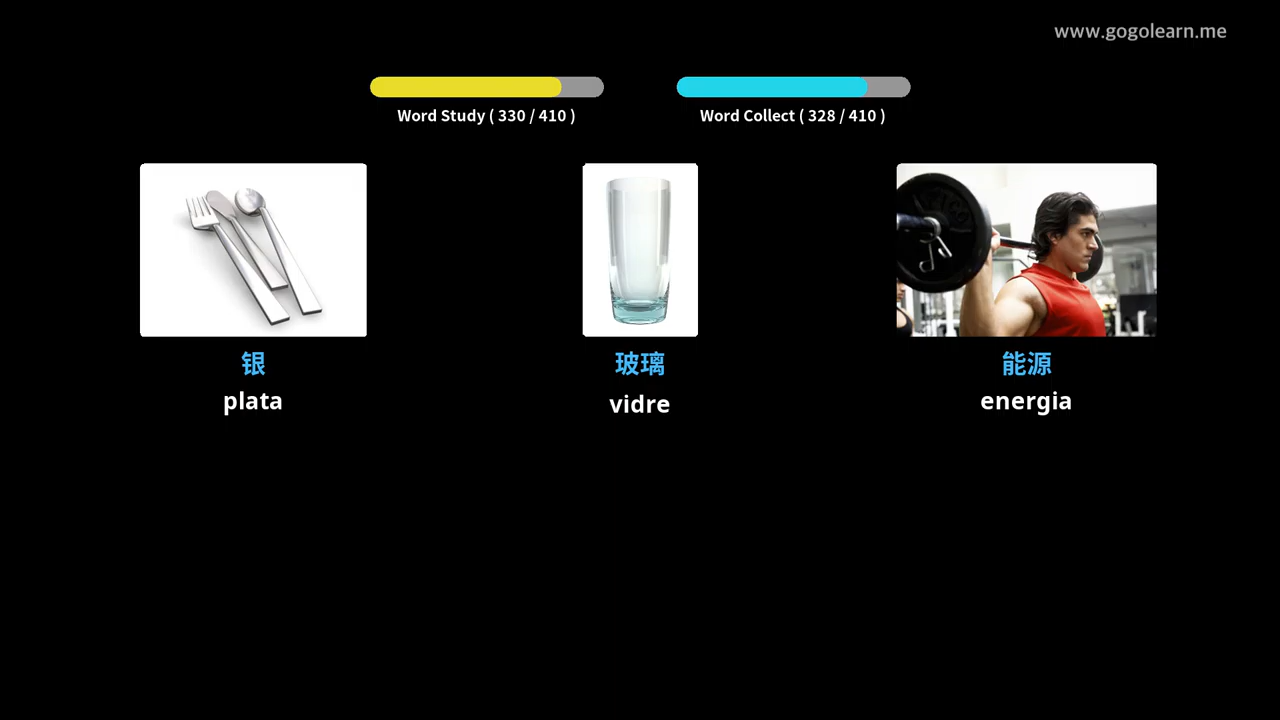 www.gogolearn.me
Word Study ( 330 / 410 )
Word Collect ( 328 / 410 )
银
plata
玻璃
vidre
能源
energia